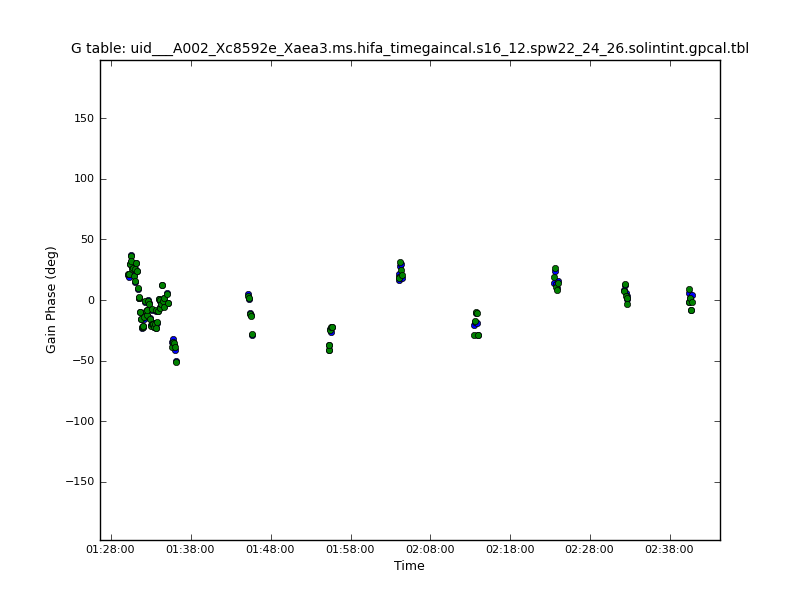 G table: uid___A002_Xc8592e_Xaea3.ms.hifa_timegaincal.s16_12.spw22_24_26.solintint.gpcal.tbl
150
100
50
0
−50
−100
−150
Gain Phase (deg)
01:28:00 01:38:00 01:48:00 01:58:00 02:08:00 02:18:00 02:28:00 02:38:00
Time